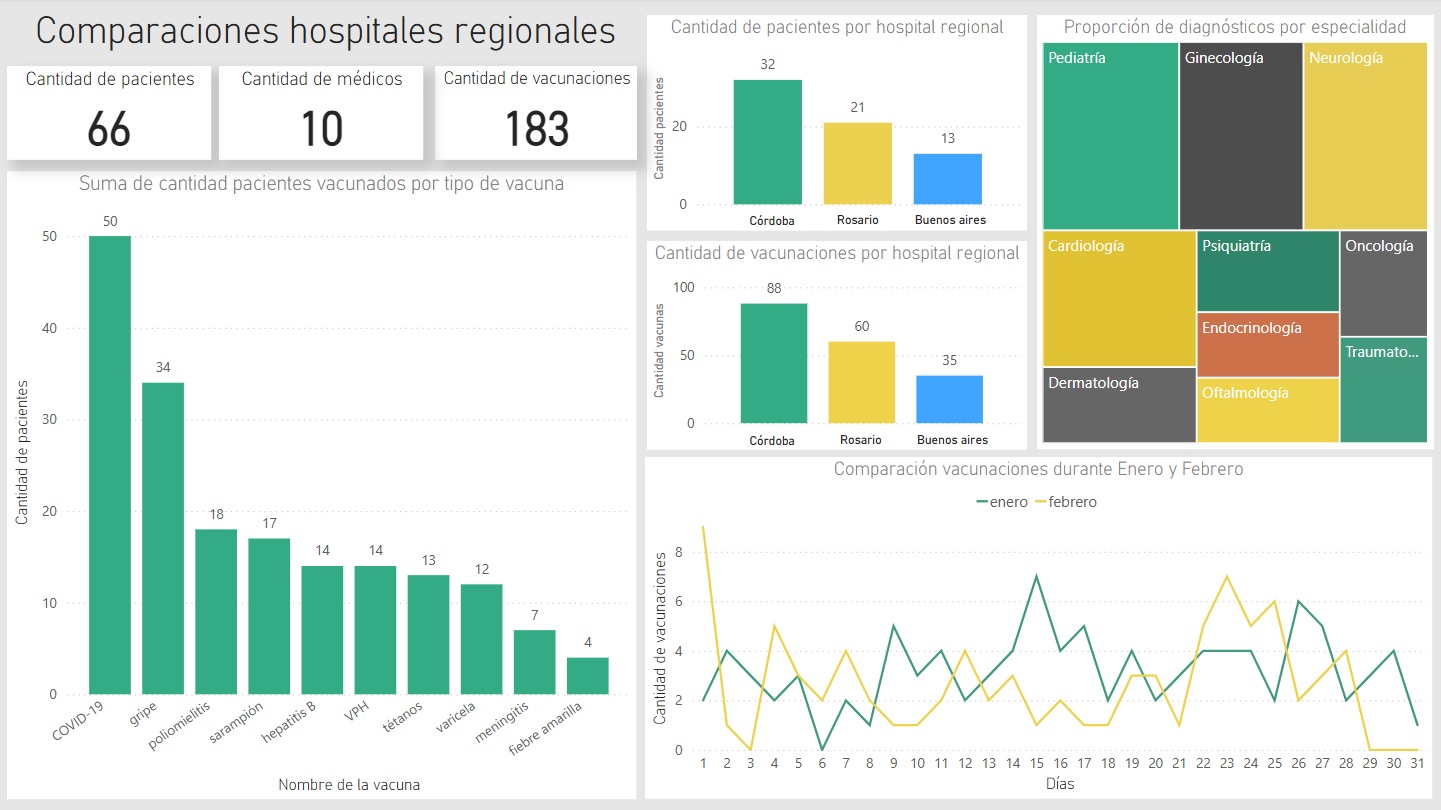 Comparaciones hospitales regionales
Cantidad de pacientes
66
Cantidad de médicos
10
Cantidad de vacunaciones
183
Suma de cantidad pacientes vacunados por tipo de vacuna
Cantidad de pacientes
50
40
30
20
10
0
50
34
18
17
14
14
13
12
7
4
COVID-19
gripe
poliomielitis
sarampión
hepatitis B
VPH
tétanos
varicela
meningitis
fiebre amarilla
Nombre de la vacuna
Cantidad de pacientes por hospital regional
Cantidad pacientes
20
0
32
21
13
Córdoba
Rosario
Buenos aires
Cantidad de vacunaciones por hospital regional
Cantidad vacunas
100
50
0
88
60
35
Córdoba
Rosario
Buenos aires
Proporción de diagnósticos por especialidad
Pediatría
Ginecología
Neurología
Cardiología
Psiquiatría
Oncología
Endocrinología
Traumato...
Dermatología
Oftalmología
Comparación vacunaciones durante Enero y Febrero
enero
febrero
Cantidad de vacunaciones
8
6
4
2
0
1 2 3 4 5 6 7 8 9 10 11 12 13 14 15 16 17 18 19 20 21 22 23 24 25 26 27 28 29 30 31
Días